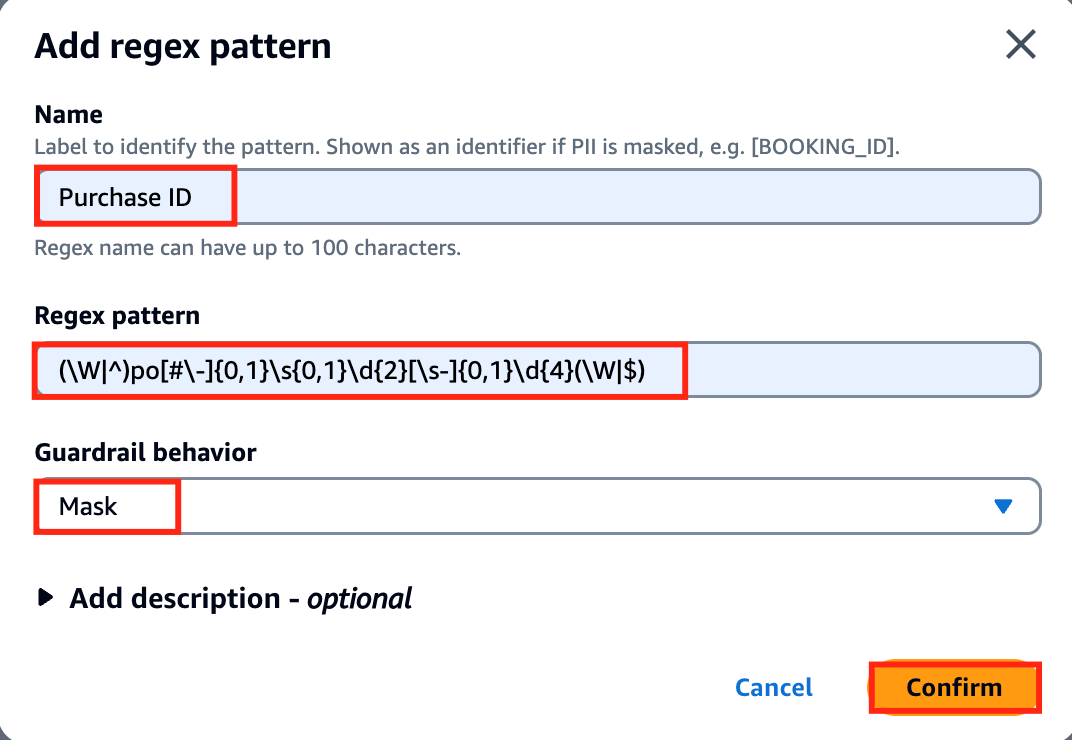 Add regex pattern
Name
Label to identify the pattern. Shown as an identifier if PII is masked, e.g. [BOOKING_ID].
Purchase ID
Regex name can have up to 100 characters.
Regex pattern
(\W|^)po[#\-]{0,1}\s{0,1}\d{2}[\s-]{0,1}\d{4}(\W|$)
Guardrail behavior
Mask
Add description - optional
Cancel
Confirm